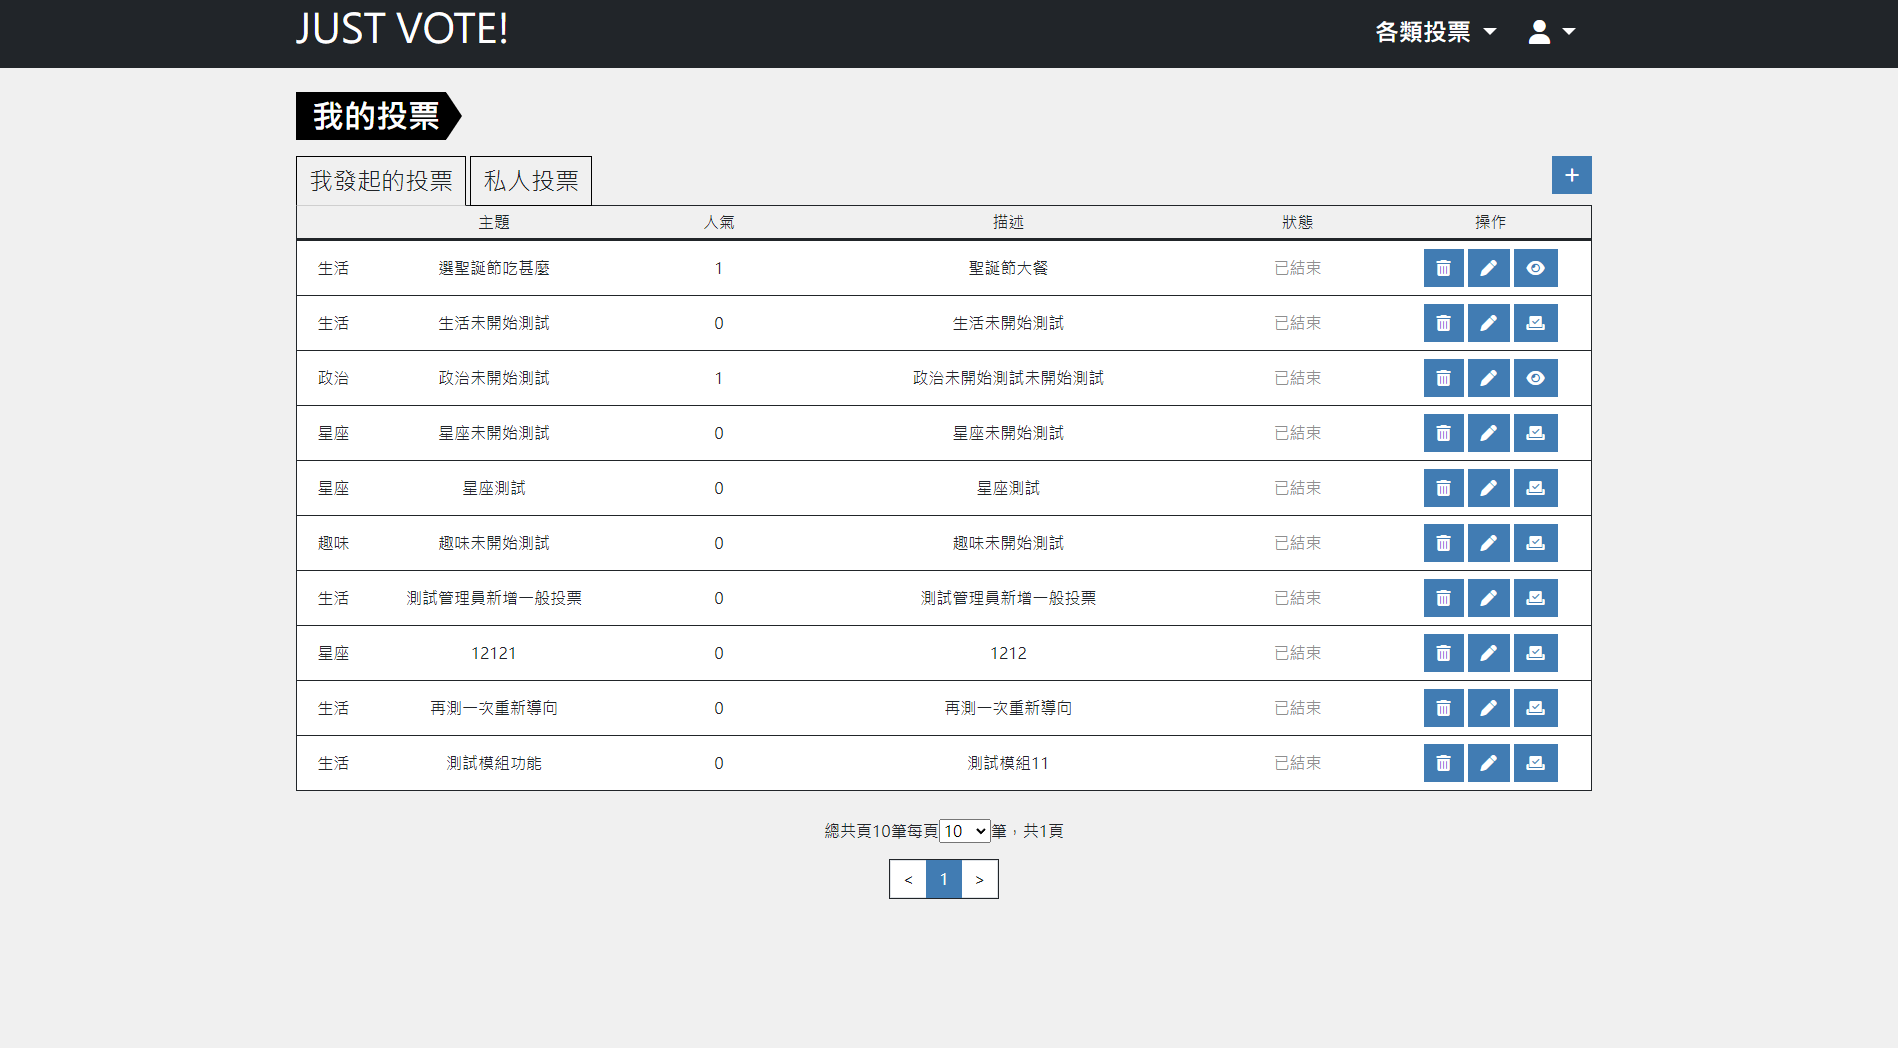 JUST VOTE!
各類投票
我的投票
我發起的投票 私人投票
+
主題 人氣 描述 狀態 操作
生活 選聖誕節吃甚麼 1 聖誕節大餐 已結束
生活 生活未開始測試 0 生活未開始測試 已結束
政治 政治未開始測試 1 政治未開始測試未開始測試 已結束
星座 星座未開始測試 0 星座未開始測試 已結束
星座 星座測試 0 星座測試 已結束
趣味 趣味未開始測試 0 趣味未開始測試 已結束
生活 測試管理員新增一般投票 0 測試管理員新增一般投票 已結束
星座 12121 0 1212 已結束
生活 再測一次重新導向 0 再測一次重新導向 已結束
生活 測試模組功能 0 測試模組11 已結束
總共頁10筆每頁10筆，共1頁
< 1 >